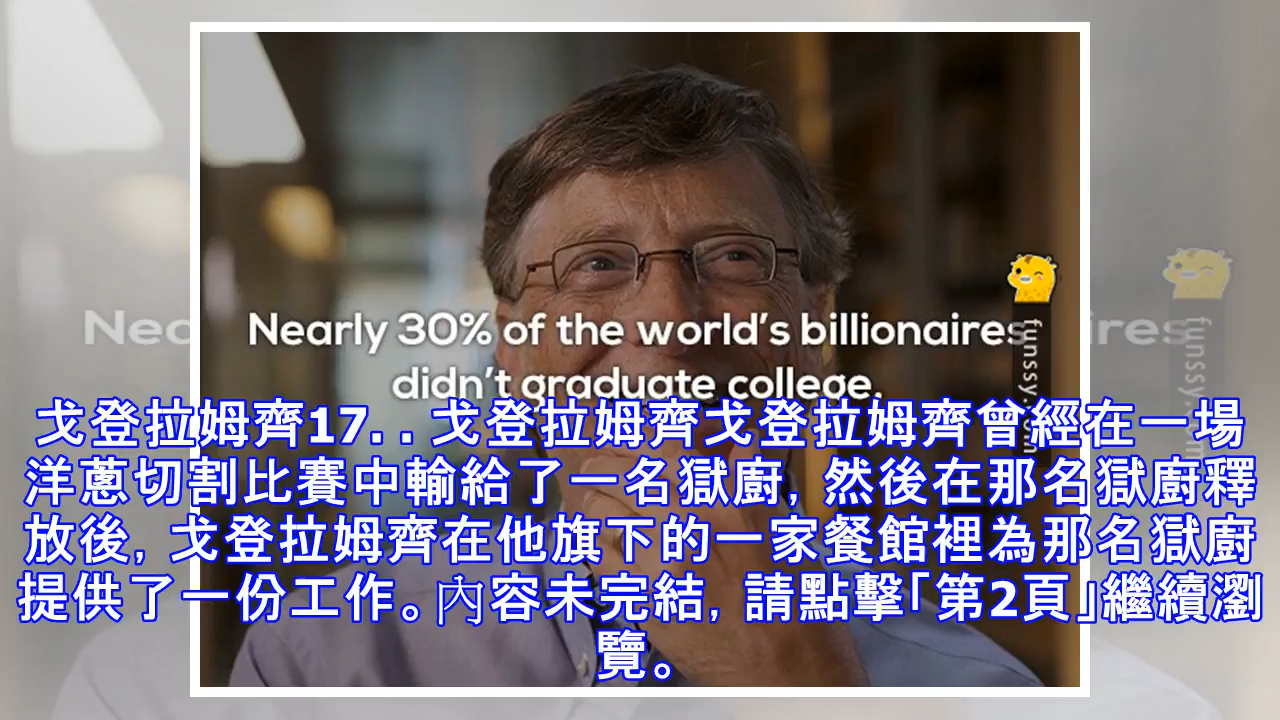 Nearly 30% of the world's billionaires
didn't graduate college.
funssy.com
戈登拉姆齊17. . 戈登拉姆齊戈登拉姆齊曾經在一場
洋蔥切割比賽中輸給了一名獄廚, 然後在那名獄廚釋
放後, 戈登拉姆齊在他旗下的一家餐館裡為那名獄廚
提供了一份工作。內容未完結, 請點擊「第2頁」繼續瀏
覽。